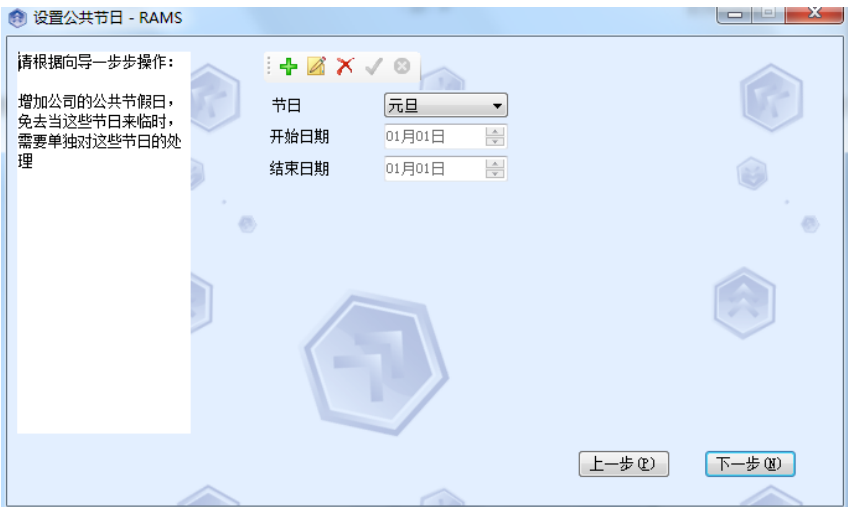 设置公共节日 - RAMS
请根据向导一步步操作：
增加公司的公共节假日，
免去当这些节日来临时，
需要单独对这些节日的处
理
节日 元旦
开始日期 01月01日
结束日期 01月01日
上一步(P) 下一步(N)